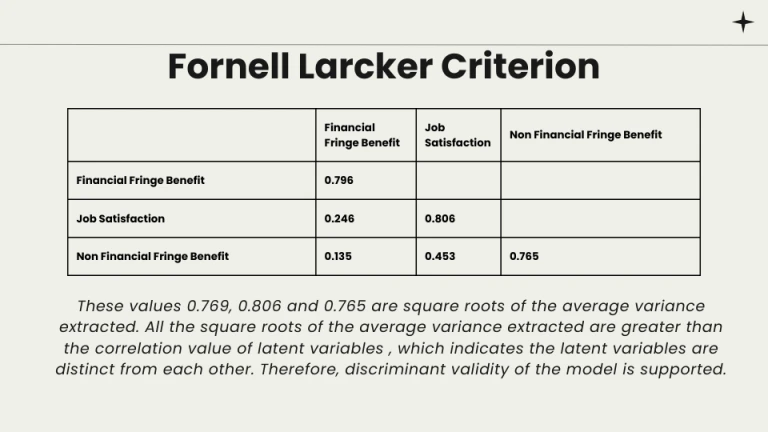 Fornell Larcker Criterion
Financial
Fringe Benefit
Job
Satisfaction
Non Financial Fringe Benefit
Financial Fringe Benefit 0.796
Job Satisfaction 0.246 0.806
Non Financial Fringe Benefit 0.135 0.453 0.765
These values 0.769, 0.806 and 0.765 are square roots of the average variance
extracted. All the square roots of the average variance extracted are greater than
the correlation value of latent variables , which indicates the latent variables are
distinct from each other. Therefore, discriminant validity of the model is supported.